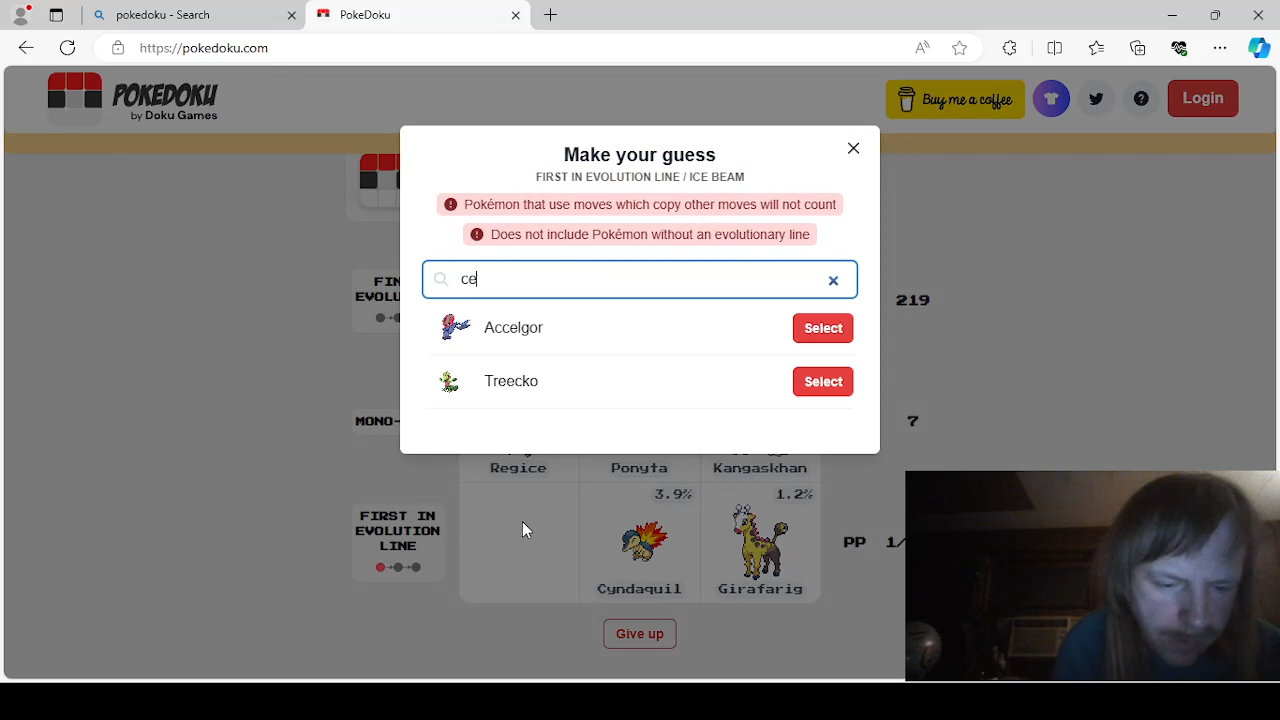 pokedoku - Search
PokeDoku
https://pokedoku.com
POKEDOKU
by Doku Games
Buy me a coffee
Login
Make your guess
FIRST IN EVOLUTION LINE / ICE BEAM
Pokémon that use moves which copy other moves will not count
Does not include Pokémon without an evolutionary line
ce
Accelgor
Select
Treecko
Select
FIN
EVOLU
219
MONO-
7
Regice
Ponyta
Kangaskhan
FIRST IN
EVOLUTION
LINE
3.9%
Cyndaquil
1.2%
Girafarig
PP 1/
Give up